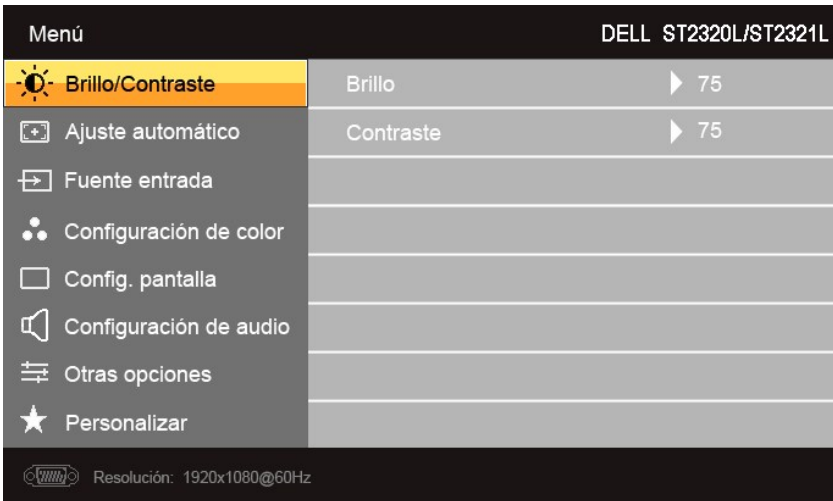 Menú DELL ST2320L/ST2321L
Brillo/Contraste Brillo 75
Ajuste automático Contraste 75
Fuente entrada
Configuración de color
Config. pantalla
Configuración de audio
Otras opciones
Personalizar
Resolución: 1920x1080@60Hz